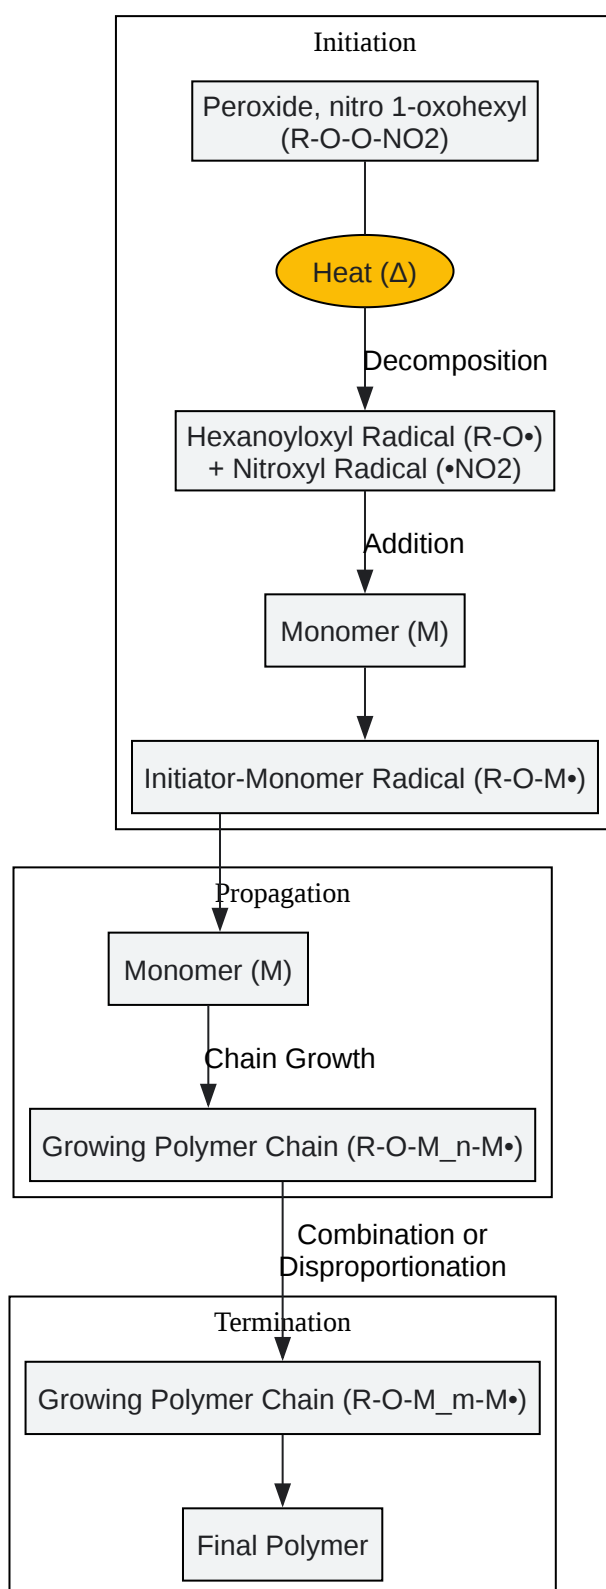 Initiation
Peroxide, nitro 1-oxohexyl
(R-O-O-NO2)
Heat (Δ)
Decomposition
Hexanoyloxyl Radical (R-O•)
+ Nitroxyl Radical (•NO2)
Addition
Monomer (M)
Initiator-Monomer Radical (R-O-M•)
Propagation
Monomer (M)
Chain Growth
Growing Polymer Chain (R-O-M_n-M•)
Combination or
Disproportionation
Termination
Growing Polymer Chain (R-O-M_m-M•)
Final Polymer